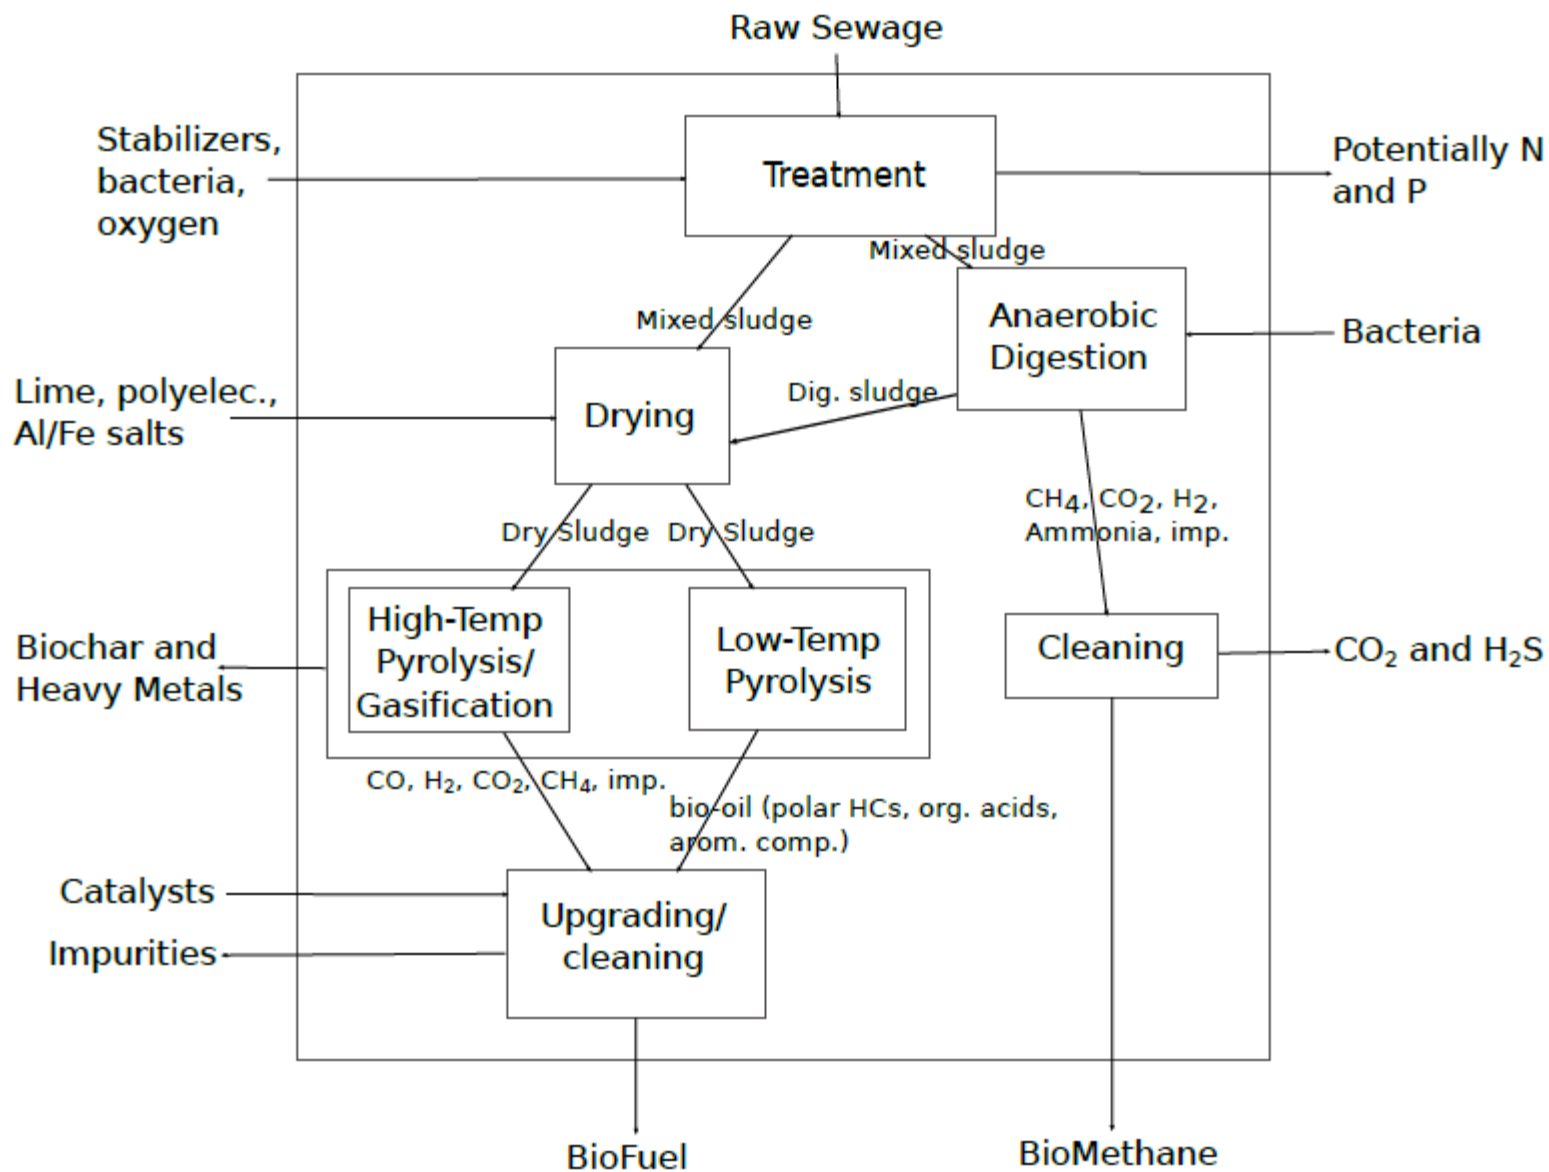 Raw Sewage
Stabilizers,
bacteria,
oxygen
Treatment
Potentially N
and P
Mixed sludge
Mixed sludge
Anaerobic
Digestion
Bacteria
Lime, polyelec.,
Al/Fe salts
Drying
Dig. sludge
CH4, CO2, H2,
Ammonia, imp.
Dry Sludge
Dry Sludge
Biochar and
Heavy Metals
High-Temp
Pyrolysis/
Gasification
Low-Temp
Pyrolysis
Cleaning
CO₂ and H₂S
CO, H₂, CO₂, CH₄, imp.
bio-oil (polar HCs, org. acids,
arom. comp.)
Catalysts
Impurities
Upgrading/
cleaning
BioFuel
BioMethane